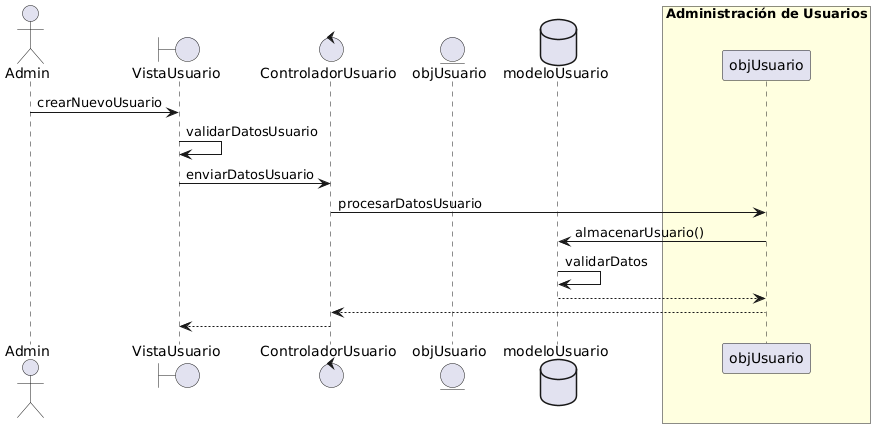 Administración de Usuarios
Admin
VistaUsuario
ControladorUsuario
objUsuario
modeloUsuario
objUsuario
crearNuevoUsuario
validarDatosUsuario
enviarDatosUsuario
procesarDatosUsuario
almacenarUsuario()
validarDatos
Admin
VistaUsuario
ControladorUsuario
objUsuario
modeloUsuario
objUsuario